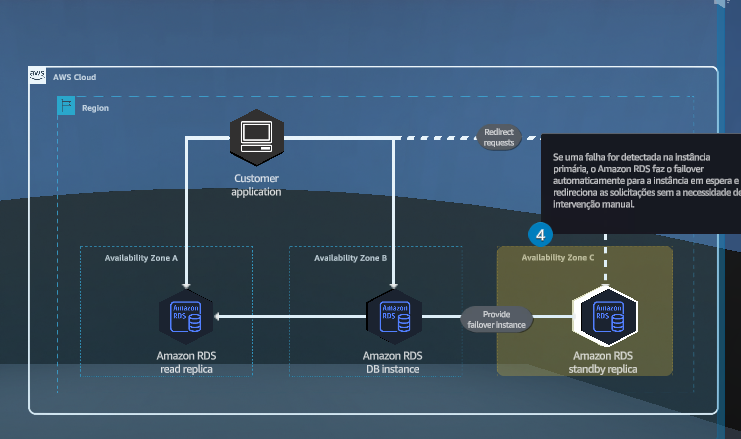 aws
AWS Cloud
Region
Redirect
requests
Se uma falha for detectada na instância
primária, o Amazon RDS faz o failover
automaticamente para a instância em espera e
redireciona as solicitações sem a necessidade de
intervenção manual.
Customer
application
4
Availability Zone A
Availability Zone B
Availability Zone C
Amazon
RDS
Amazon
RDS
Amazon
RDS
Provide
failover instance
Amazon RDS
read replica
Amazon RDS
DB instance
Amazon RDS
standby replica